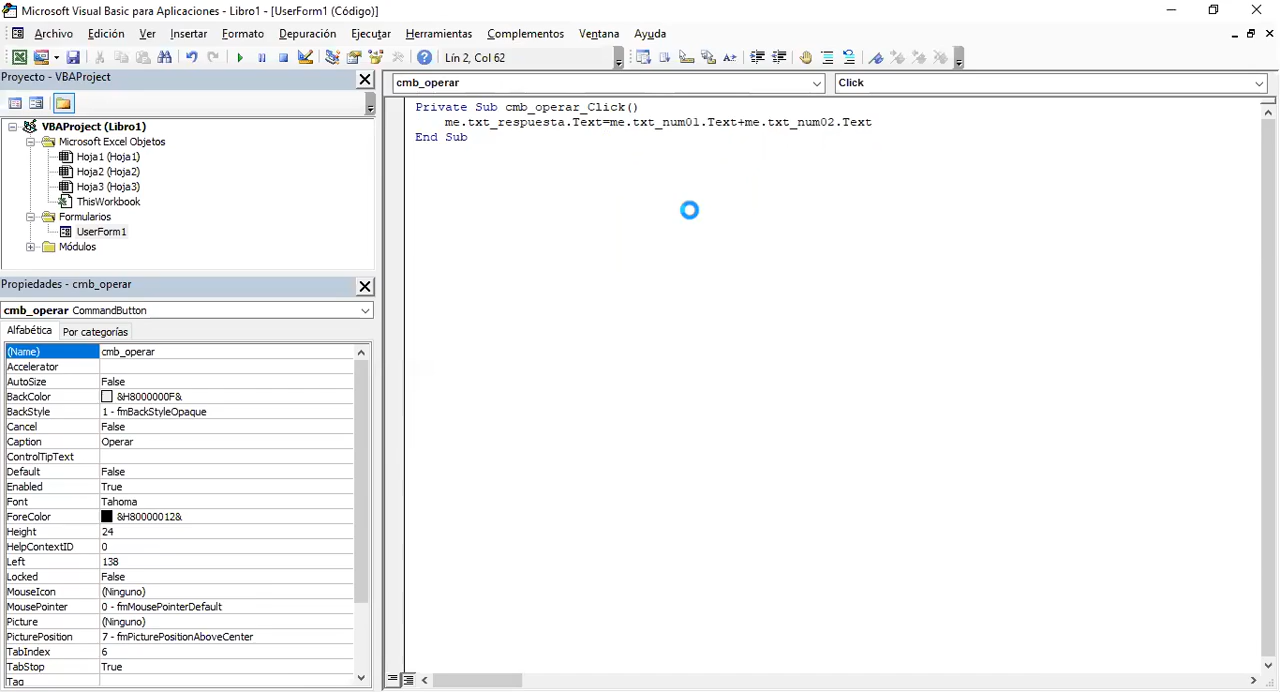 Microsoft Visual Basic para Aplicaciones - Libro1 - [UserForm1 (Código)]
Archivo Edición Ver Insertar Formato Depuración Ejecutar Herramientas Complementos Ventana Ayuda
Lín 2, Col 62
Proyecto - VBAProject
VBAProject (Libro1)
Microsoft Excel Objetos
Hoja1 (Hoja1)
Hoja2 (Hoja2)
Hoja3 (Hoja3)
ThisWorkbook
Formularios
UserForm1
Módulos
Propiedades - cmb_operar
cmb_operar CommandButton
Alfabética Por categorías
(Name) cmb_operar
Accelerator
AutoSize False
BackColor &H8000000F&
BackStyle 1 - fmBackStyleOpaque
Cancel False
Caption Operar
ControlTipText
Default False
Enabled True
Font Tahoma
ForeColor &H80000012&
Height 24
HelpContextID 0
Left 138
Locked False
MouseIcon (Ninguno)
MousePointer 0 - fmMousePointerDefault
Picture (Ninguno)
PicturePosition 7 - fmPicturePositionAboveCenter
TabIndex 6
TabStop True
Tag
cmb_operar Click
Private Sub cmb_operar_Click()
me.txt_respuesta.Text=me.txt_num01.Text+me.txt_num02.Text
End Sub